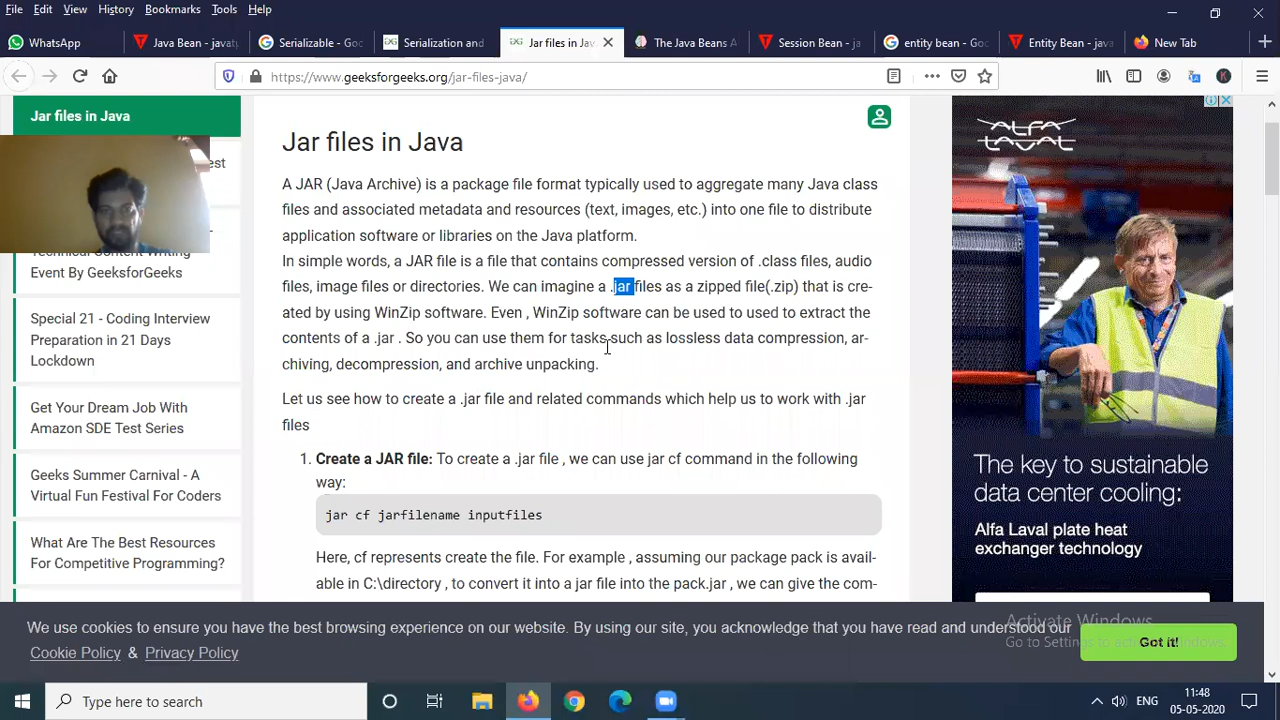 File Edit View History Bookmarks Tools Help
WhatsApp
Java Bean - javat
Serializable - Goo
Serialization and
Jar files in Jav
The Java Beans A
Session Bean - ja
entity bean - Goo
Entity Bean - java
New Tab
https://www.geeksforgeeks.org/jar-files-java/
K
Jar files in Java
est
Technical Content Writing
Event By GeeksforGeeks
Special 21 - Coding Interview
Preparation in 21 Days
Lockdown
Get Your Dream Job With
Amazon SDE Test Series
Geeks Summer Carnival - A
Virtual Fun Festival For Coders
What Are The Best Resources
For Competitive Programming?
Jar files in Java
A JAR (Java Archive) is a package file format typically used to aggregate many Java class
files and associated metadata and resources (text, images, etc.) into one file to distribute
application software or libraries on the Java platform.
In simple words, a JAR file is a file that contains compressed version of .class files, audio
files, image files or directories. We can imagine a .jar files as a zipped file(.zip) that is cre-
ated by using WinZip software. Even , WinZip software can be used to used to extract the
contents of a .jar . So you can use them for tasks such as lossless data compression, ar-
chiving, decompression, and archive unpacking.
Let us see how to create a .jar file and related commands which help us to work with .jar
files
1. Create a JAR file: To create a .jar file , we can use jar cf command in the following
way:
jar cf jarfilename inputfiles
Here, cf represents create the file. For example , assuming our package pack is avail-
able in C:\directory , to convert it into a jar file into the pack.jar , we can give the com-
ALFA
LAVAL
The key to sustainable
data center cooling:
Alfa Laval plate heat
exchanger technology
We use cookies to ensure you have the best browsing experience on our website. By using our site, you acknowledge that you have read and understood our
Cookie Policy & Privacy Policy
Got it!
Activate Windows
Go to Settings to activate Windows.
Type here to search
ENG
11:48
05-05-2020